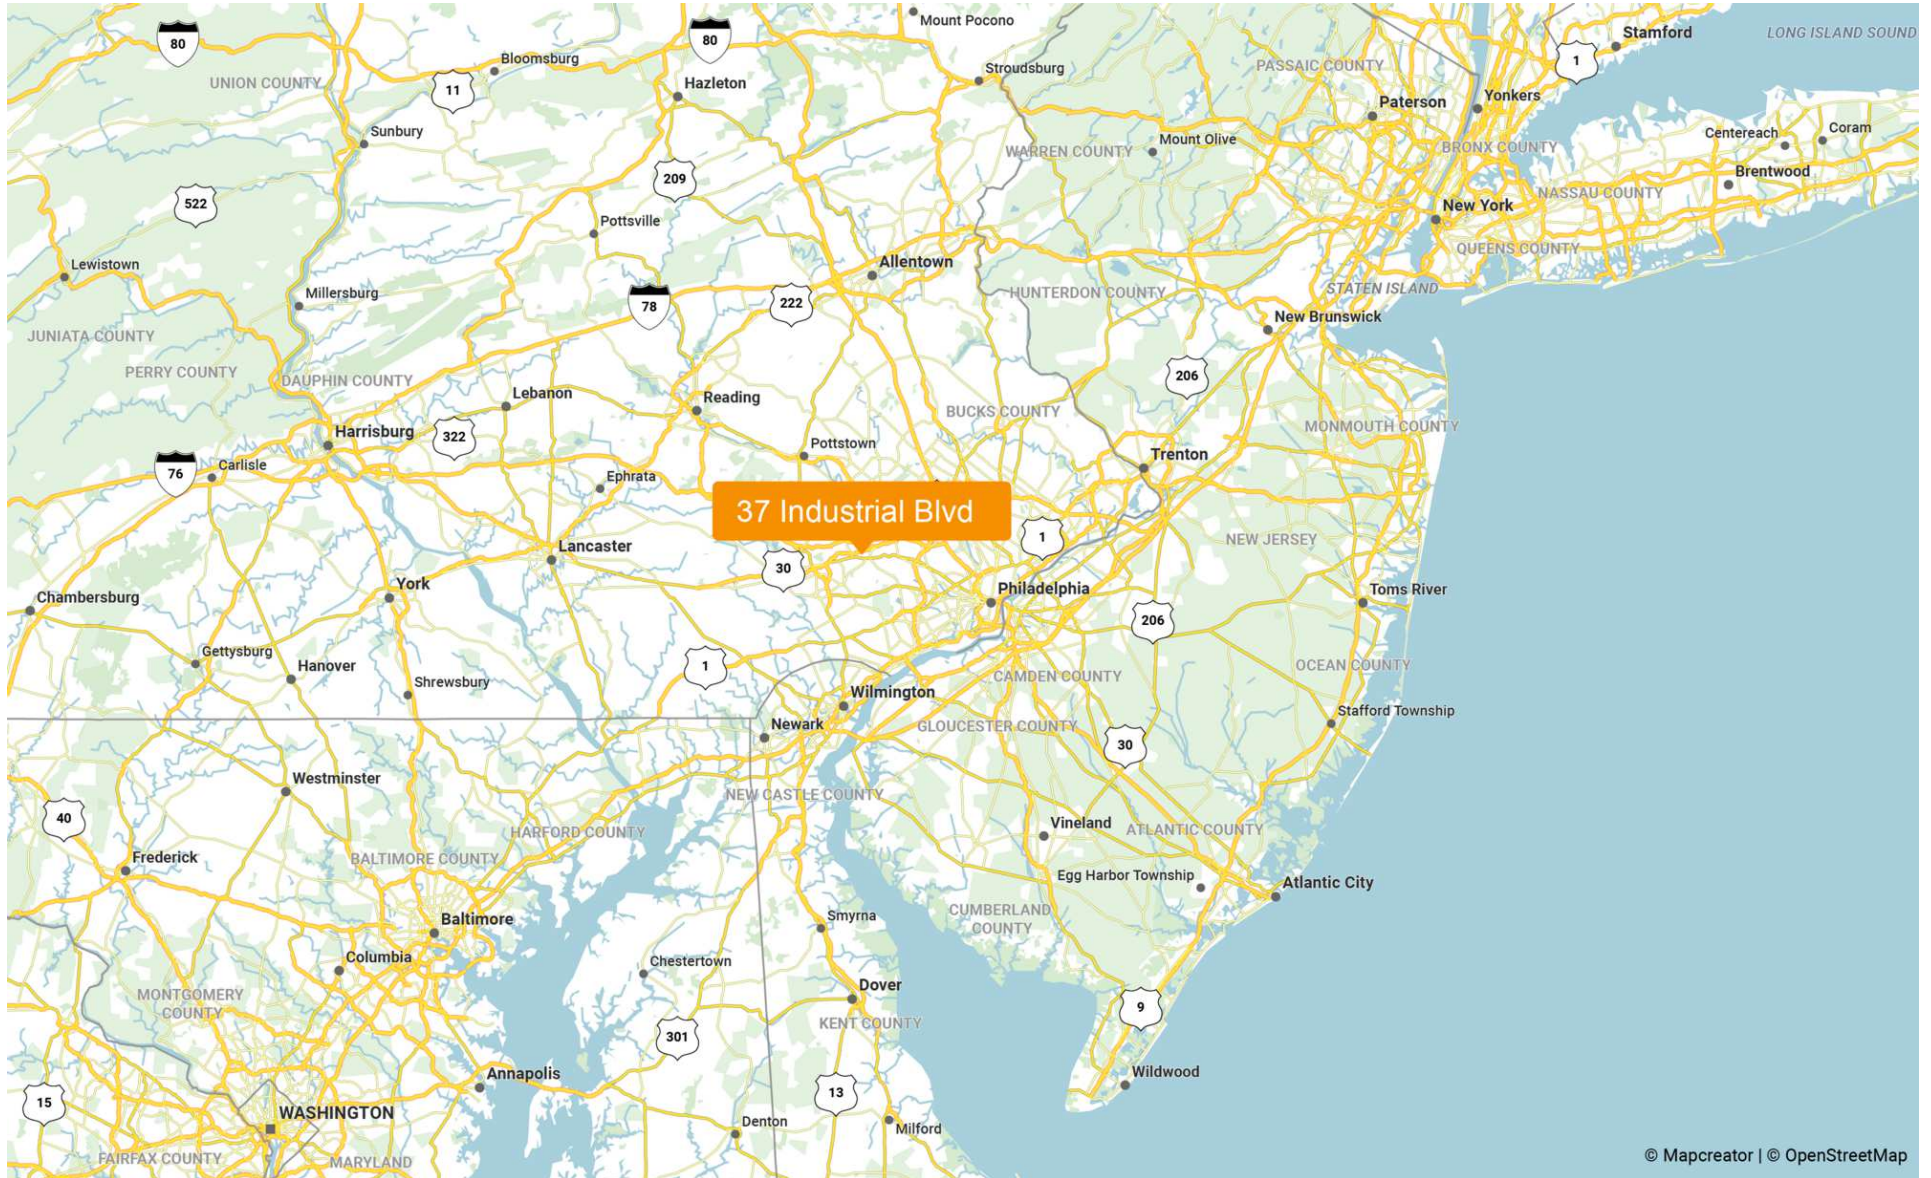 Mount Pocono
Stamford
LONG ISLAND SOUND
80
80
1
Bloomsburg
Stroudsburg
PASSAIC COUNTY
UNION COUNTY
11
Hazleton
Paterson
Yonkers
Sunbury
Mount Olive
Centereach
Coram
WARREN COUNTY
BRONX COUNTY
209
Brentwood
NASSAU COUNTY
522
New York
Pottsville
QUEENS COUNTY
Lewistown
Allentown
Millersburg
HUNTERDON COUNTY
STATEN ISLAND
78
222
New Brunswick
JUNIATA COUNTY
PERRY COUNTY
DAUPHIN COUNTY
206
Lebanon
Reading
BUCKS COUNTY
MONMOUTH COUNTY
Harrisburg
322
Pottstown
Trenton
76
Carlisle
Ephrata
37 Industrial Blvd
1
NEW JERSEY
Lancaster
30
York
Philadelphia
Toms River
Chambersburg
206
Gettysburg
Hanover
1
OCEAN COUNTY
Shrewsbury
CAMDEN COUNTY
Wilmington
Stafford Township
Newark
GLOUCESTER COUNTY
30
Westminster
NEW CASTLE COUNTY
40
HARFORD COUNTY
Vineland
ATLANTIC COUNTY
Frederick
BALTIMORE COUNTY
Egg Harbor Township
Atlantic City
Baltimore
Smyrna
CUMBERLAND
COUNTY
Columbia
Chestertown
MONTGOMERY
COUNTY
Dover
9
KENT COUNTY
301
Annapolis
Wildwood
15
13
WASHINGTON
Denton
Milford
FAIRFAX COUNTY
MARYLAND
© Mapcreator | © OpenStreetMap